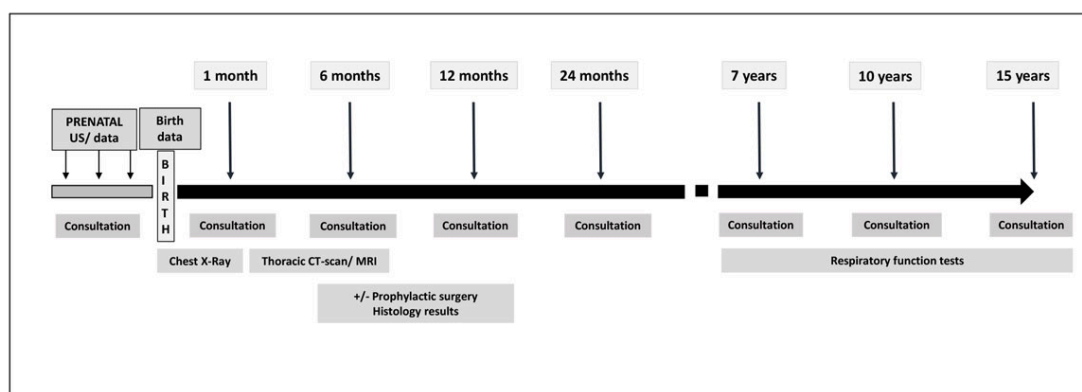 1 month
6 months
12 months
24 months
7 years
10 years
15 years
PRENATAL
US/ data
Birth
data
BIRTH
Consultation
Consultation
Consultation
Consultation
Consultation
Consultation
Consultation
Consultation
Chest X-Ray
Thoracic CT-scan/ MRI
Respiratory function tests
+/- Prophylactic surgery
Histology results